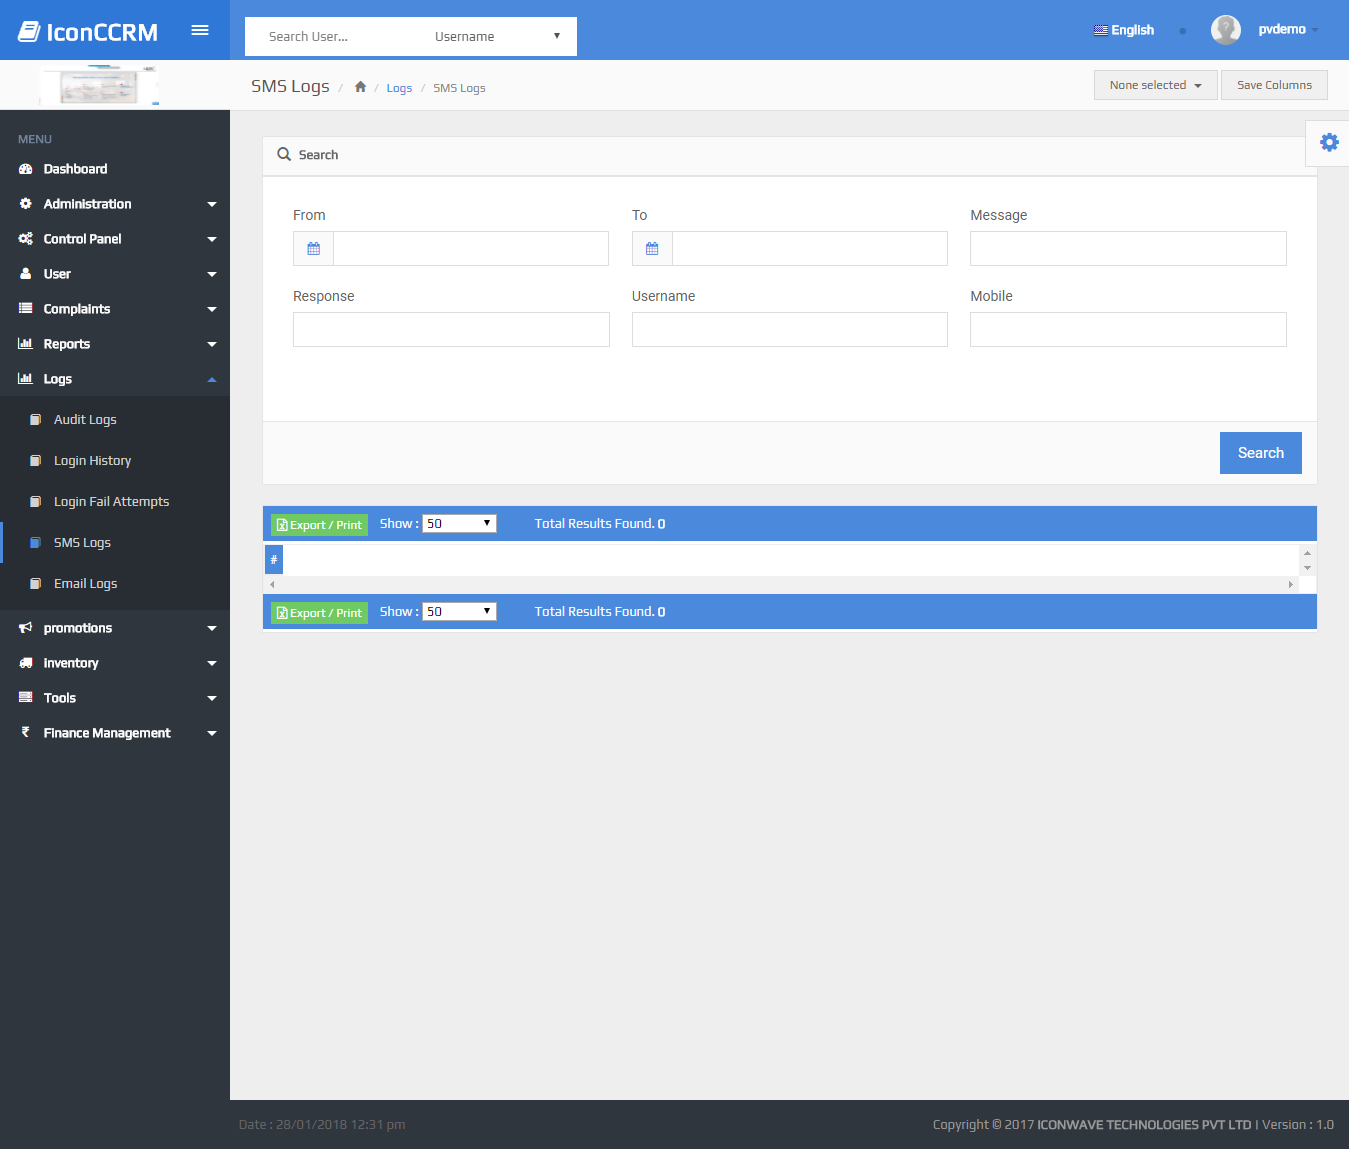 IconCCRM
Search User...
Username
English
pvdemo
SMS Logs / / Logs / SMS Logs
None selected
Save Columns
MENU
Dashboard
Administration
Control Panel
User
Complaints
Reports
Logs
Audit Logs
Login History
Login Fail Attempts
SMS Logs
Email Logs
promotions
inventory
Tools
Finance Management
Search
From
To
Message
Response
Username
Mobile
Search
Export / Print Show : 50 Total Results Found. 0
#
Export / Print Show : 50 Total Results Found. 0
Date : 28/01/2018 12:31 pm
Copyright © 2017 ICONWAVE TECHNOLOGIES PVT LTD | Version : 1.0